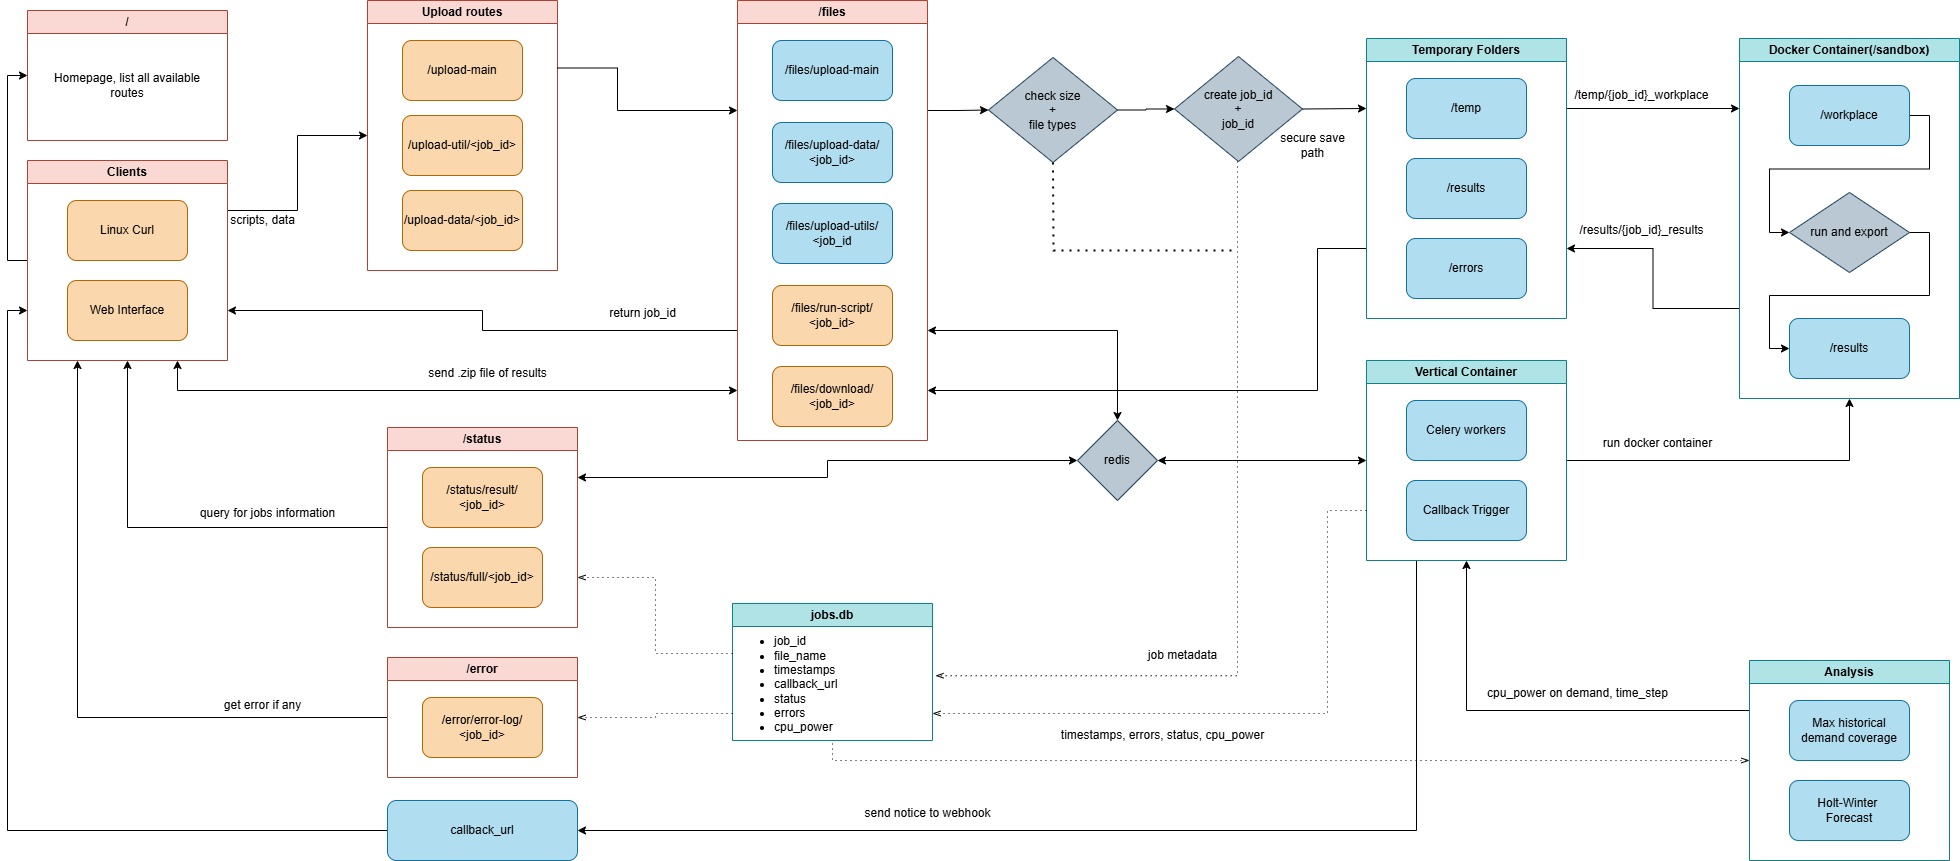 /
Homepage, list all available
routes
Clients
Linux Curl
Web Interface
scripts, data
Upload routes
/upload-main
/upload-util/<job_id>
/upload-data/<job_id>
/files
/files/upload-main
/files/upload-data/
<job_id>
/files/upload-utils/
<job_id
/files/run-script/
<job_id>
/files/download/
<job_id>
check size
+
file types
create job_id
+
job_id
secure save
path
Temporary Folders
/temp
/results
/errors
/temp/{job_id}_workplace
/results/{job_id}_results
Docker Container(/sandbox)
/workplace
run and export
/results
return job_id
send .zip file of results
redis
Vertical Container
Celery workers
Callback Trigger
run docker container
/status
/status/result/
<job_id>
/status/full/<job_id>
query for jobs information
/error
/error/error-log/
<job_id>
get error if any
jobs.db
• job_id
• file_name
• timestamps
• callback_url
• status
• errors
• cpu_power
job metadata
timestamps, errors, status, cpu_power
cpu_power on demand, time_step
Analysis
Max historical
demand coverage
Holt-Winter
Forecast
callback_url
send notice to webhook